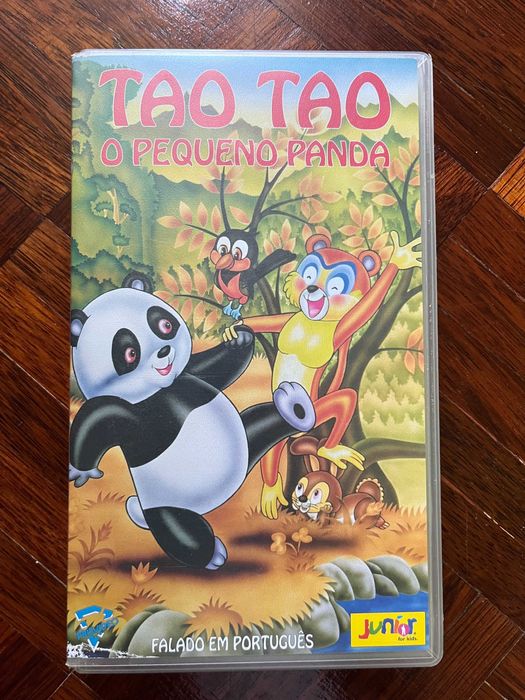 TAO TAO
O PEQUENO PANDA
FALADO EM PORTUGUÊS
junior
for kids.